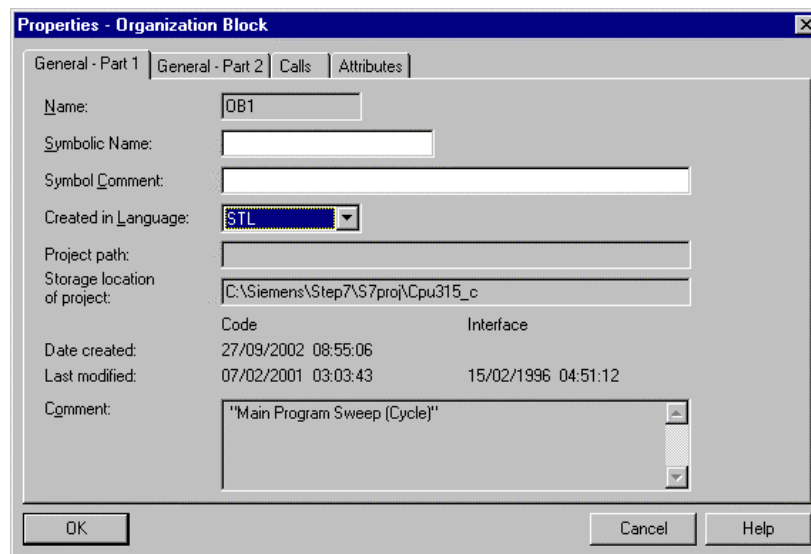 Properties - Organization Block
General - Part 1 General - Part 2 Calls Attributes
Name: OB1
Symbolic Name:
Symbol Comment:
Created in Language: STL
Project path:
Storage location
of project: C:\Siemens\Step7\S7proj\Cpu315_c
Code Interface
Date created: 27/09/2002 08:55:06
Last modified: 07/02/2001 03:03:43 15/02/1996 04:51:12
Comment: "Main Program Sweep (Cycle)"
OK Cancel Help